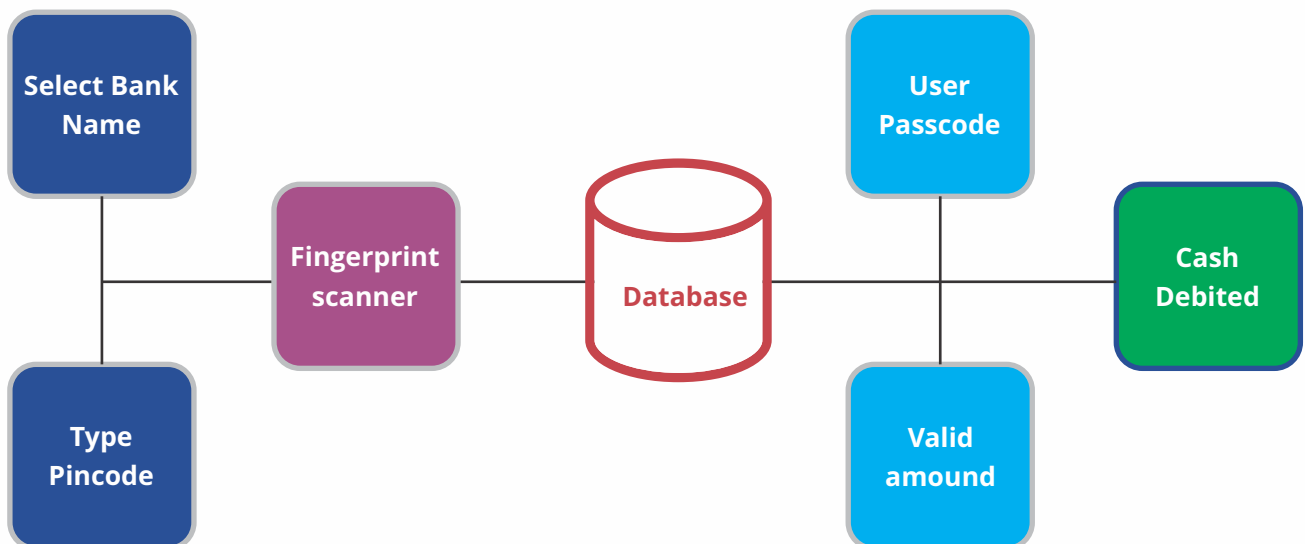 Select Bank
Name
Type
Pincode
Fingerprint
scanner
Database
User
Passcode
Valid
amound
Cash
Debited